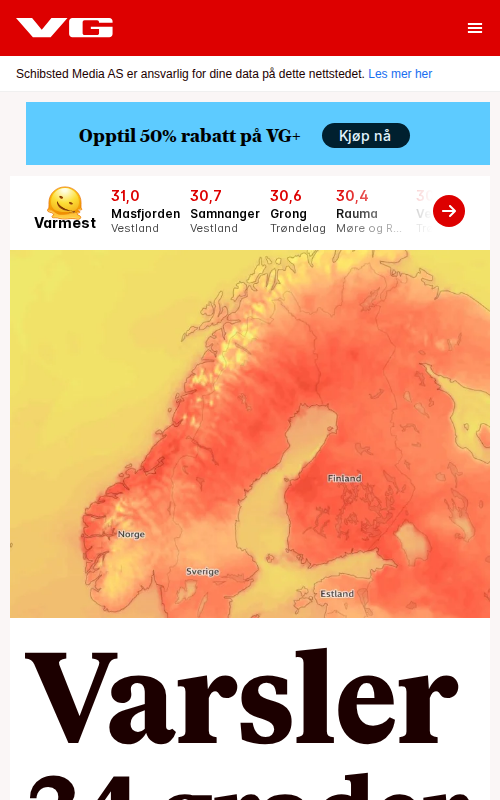 VG
Schibsted Media AS er ansvarlig for dine data på dette nettstedet. Les mer her
Opptil 50% rabatt på VG+ Kjøp nå
Varmest
31,0 30,7 30,6 30,4
Masfjorden Samnanger Grong Rauma
Vestland Vestland Trøndelag Møre og R...
Finland
Norge
Sverige
Estland
Varsler
34 grader